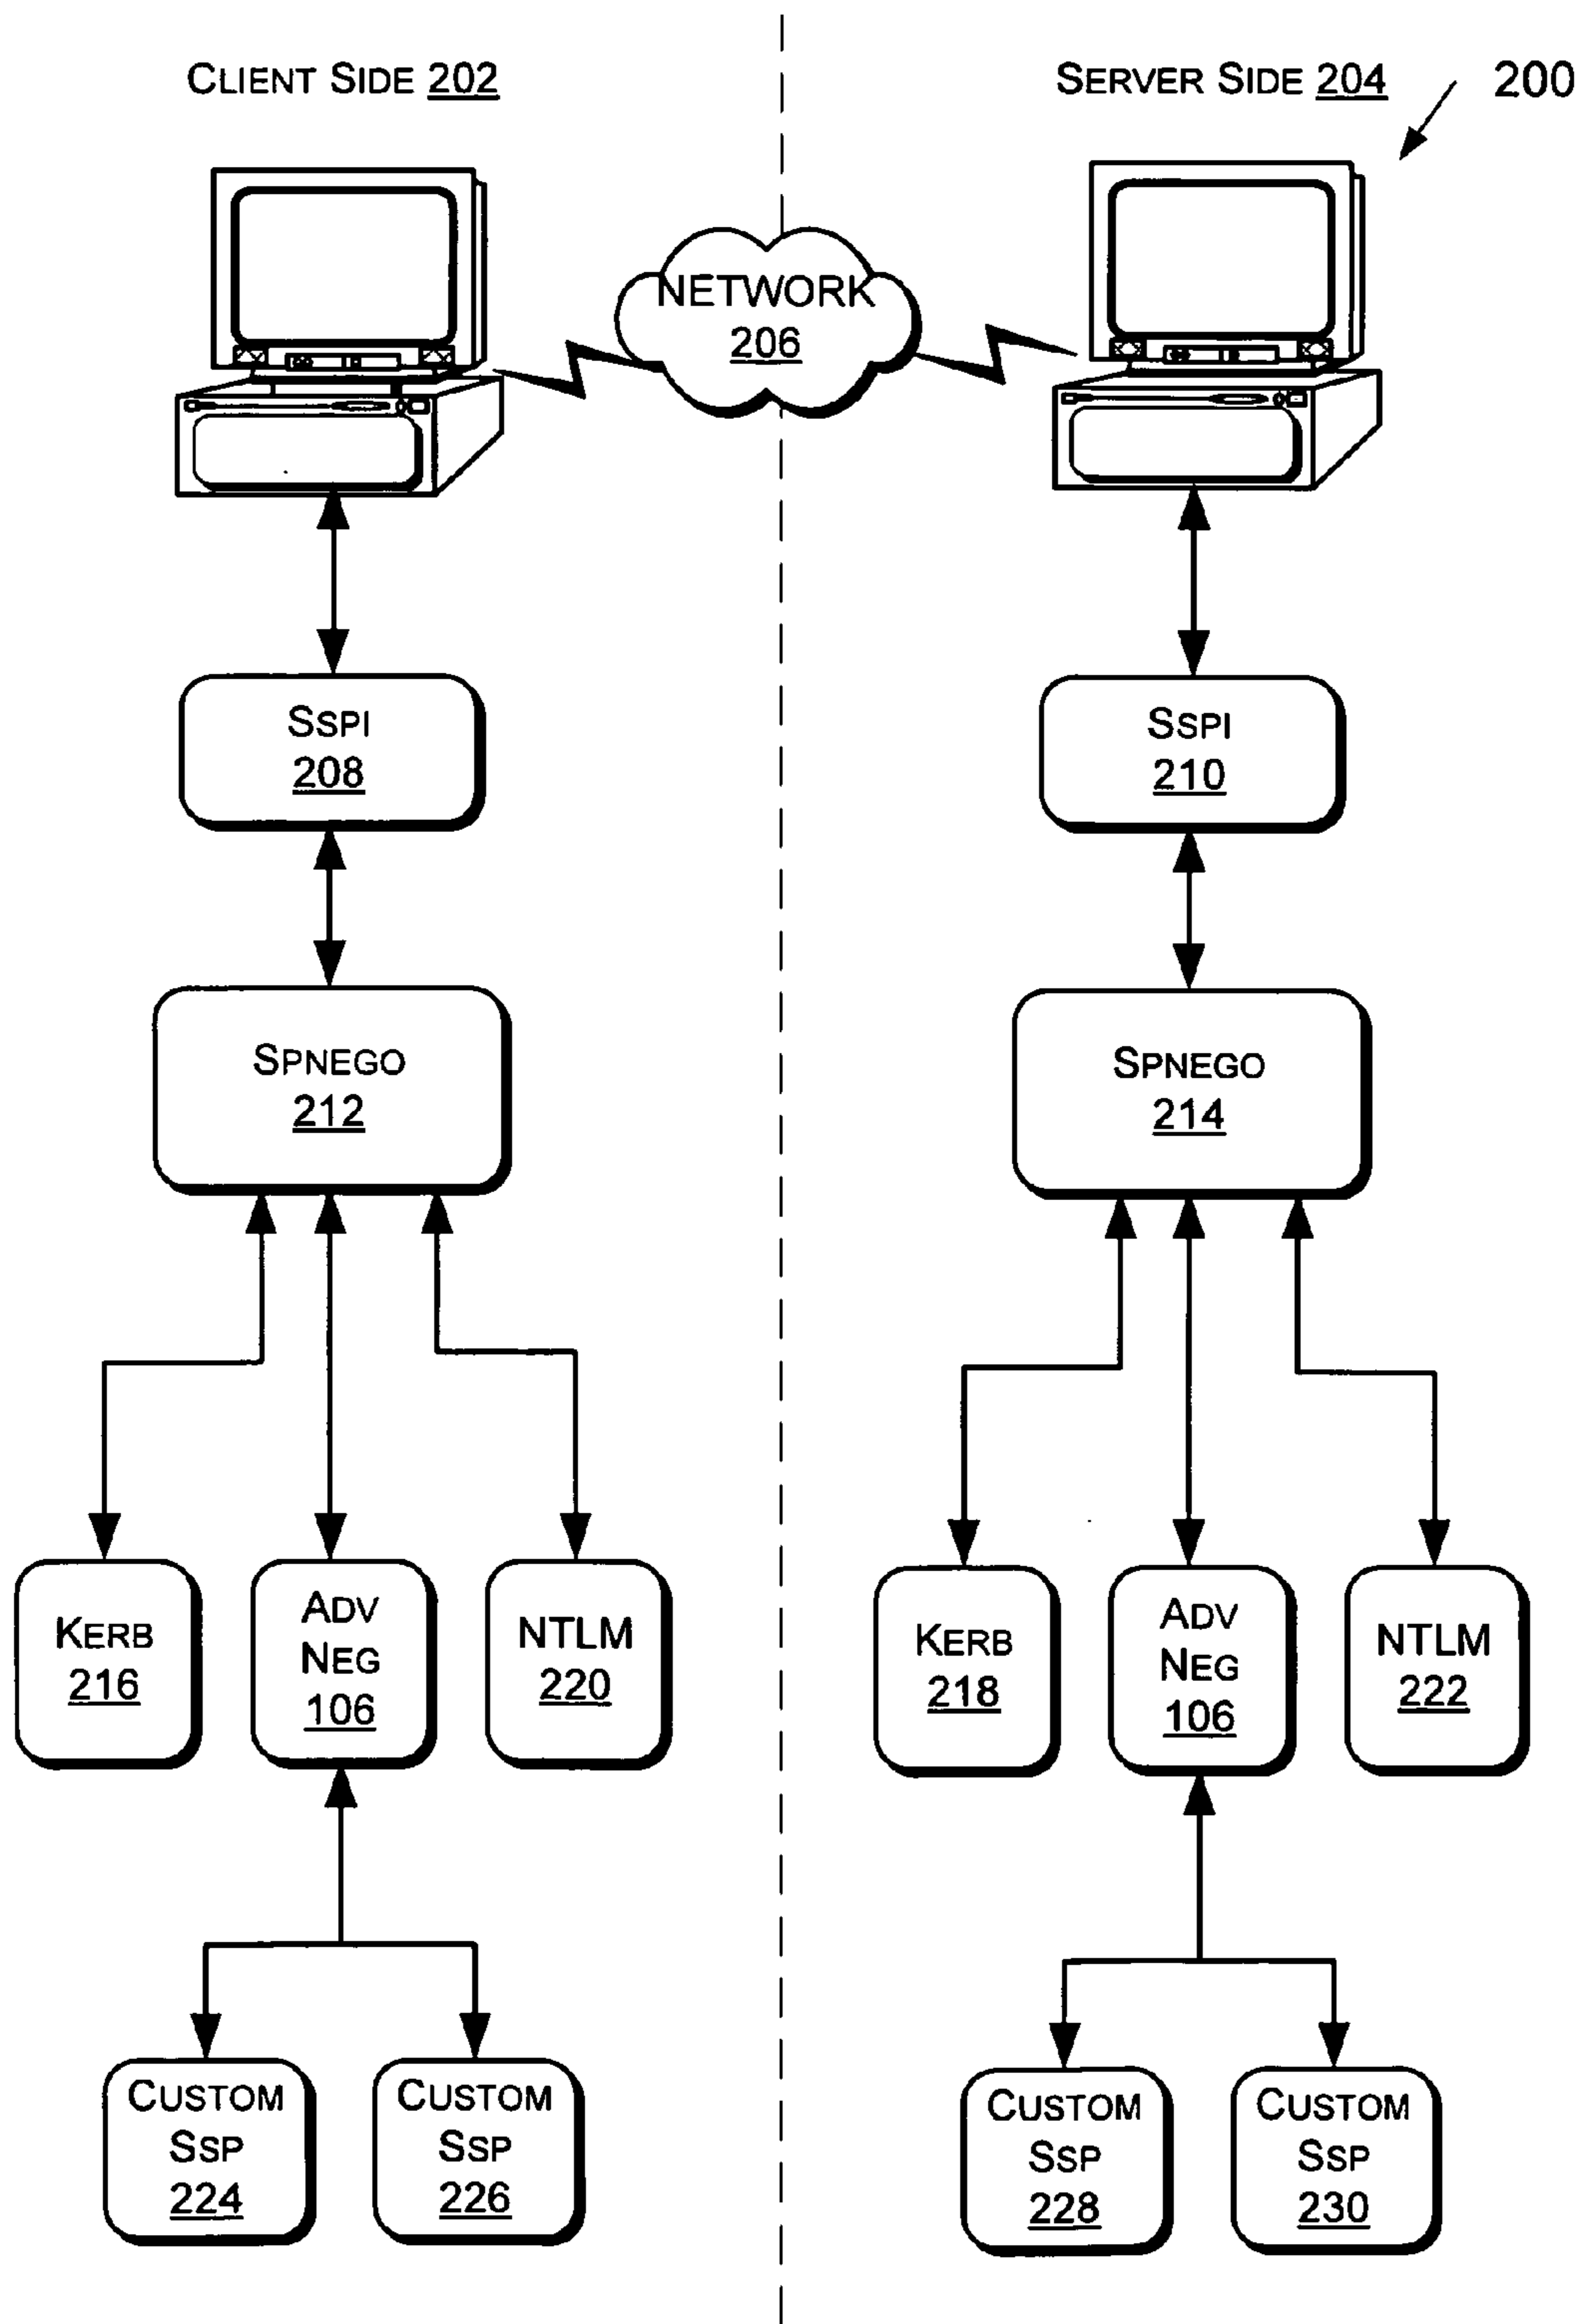 CLIENT SIDE 202
SERVER SIDE 204
200
NETWORK
206
SSPI
208
SSPI
210
SPNEGO
212
SPNEGO
214
KERB
216
ADV
NEG
106
NTLM
220
KERB
218
ADV
NEG
106
NTLM
222
CUSTOM
SSP
224
CUSTOM
SSP
226
CUSTOM
SSP
228
CUSTOM
SSP
230